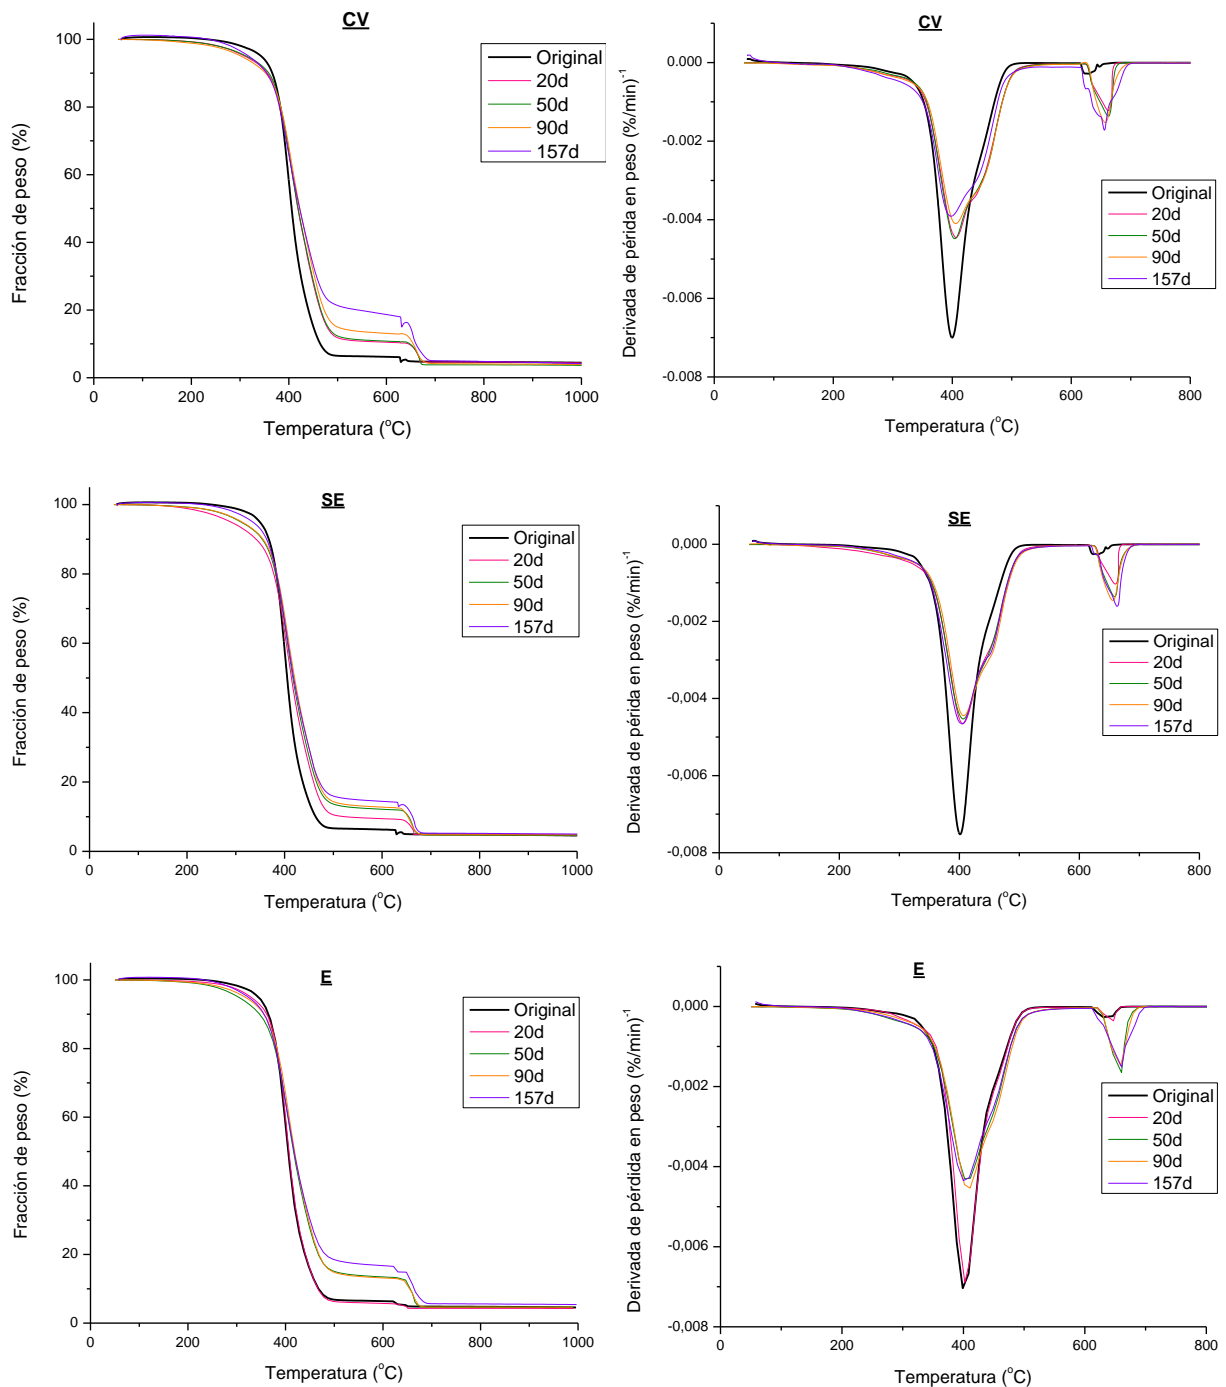 CV
Fracción de peso (%)
100
80
60
40
20
0
0
200
400
600
800
1000
Temperatura (°C)
Original
20d
50d
90d
157d
CV
Derivada de périda en peso (%/min)⁻¹
0.000
-0.002
-0.004
-0.006
-0.008
0
200
400
600
800
Temperatura (°C)
Original
20d
50d
90d
157d
SE
Fracción de peso (%)
100
80
60
40
20
0
0
200
400
600
800
1000
Temperatura (°C)
Original
20d
50d
90d
157d
SE
Derivada de périda en peso (%/min)⁻¹
0,000
-0,002
-0,004
-0,006
-0,008
0
200
400
600
800
Temperatura (°C)
Original
20d
50d
90d
157d
E
Fracción de peso (%)
100
80
60
40
20
0
0
200
400
600
800
1000
Temperatura (°C)
Original
20d
50d
90d
157d
E
Derivada de pérdida en peso (%/min)⁻¹
0,000
-0,002
-0,004
-0,006
-0,008
0
200
400
600
800
Temperatura (°C)
Original
20d
50d
90d
157d